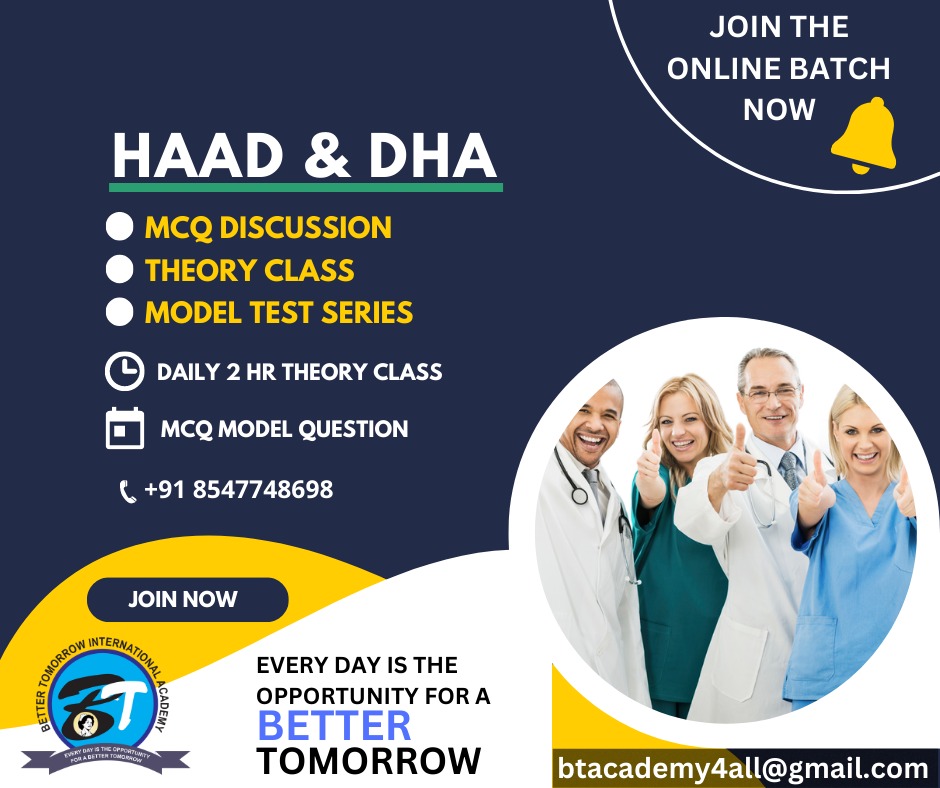 JOIN THE
ONLINE BATCH
NOW
HAAD & DHA
MCQ DISCUSSION
THEORY CLASS
MODEL TEST SERIES
DAILY 2 HR THEORY CLASS
MCQ MODEL QUESTION
+91 8547748698
JOIN NOW
BETTER TOMORROW INTERNATIONAL ACADEMY
BT
EVERY DAY IS THE OPPORTUNITY
FOR A BETTER TOMORROW
EVERY DAY IS THE
OPPORTUNITY FOR A
BETTER
TOMORROW
btacademy4all@gmail.com